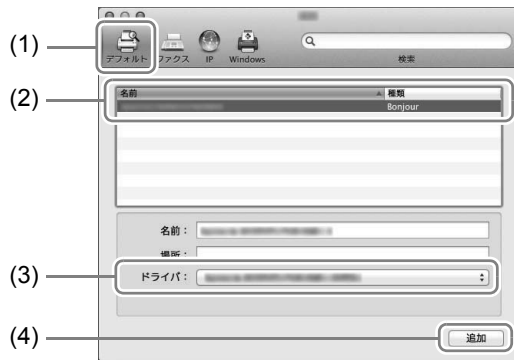 (1)
デフォルト ファクス IP Windows 検索
(2)
名前 種類
Bonjour
名前：
場所：
(3)
ドライバ：
(4)
追加